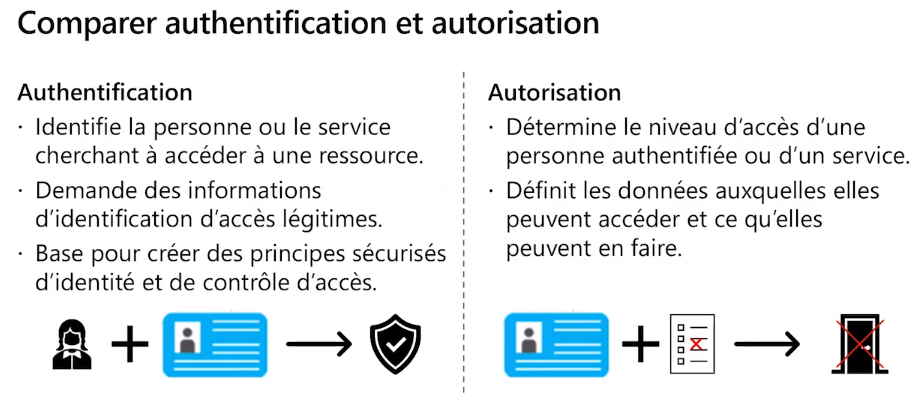 Comparer authentification et autorisation
Authentification
· Identifie la personne ou le service
cherchant à accéder à une ressource.
· Demande des informations
d'identification d'accès légitimes.
· Base pour créer des principes sécurisés
d'identité et de contrôle d'accès.
Autorisation
· Détermine le niveau d'accès d'une
personne authentifiée ou d'un service.
· Définit les données auxquelles elles
peuvent accéder et ce qu'elles
peuvent en faire.